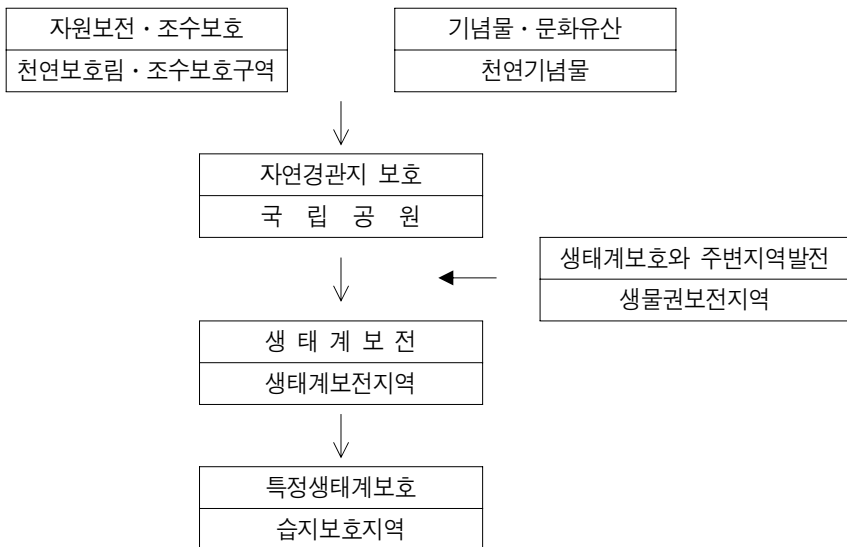 자원보전・조수보호
천연보호림・조수보호구역
기념물・문화유산
천연기념물
자연경관지 보호
국 립 공 원
생태계보호와 주변지역발전
생물권보전지역
생 태 계 보 전
생태계보전지역
특정생태계보호
습지보호지역